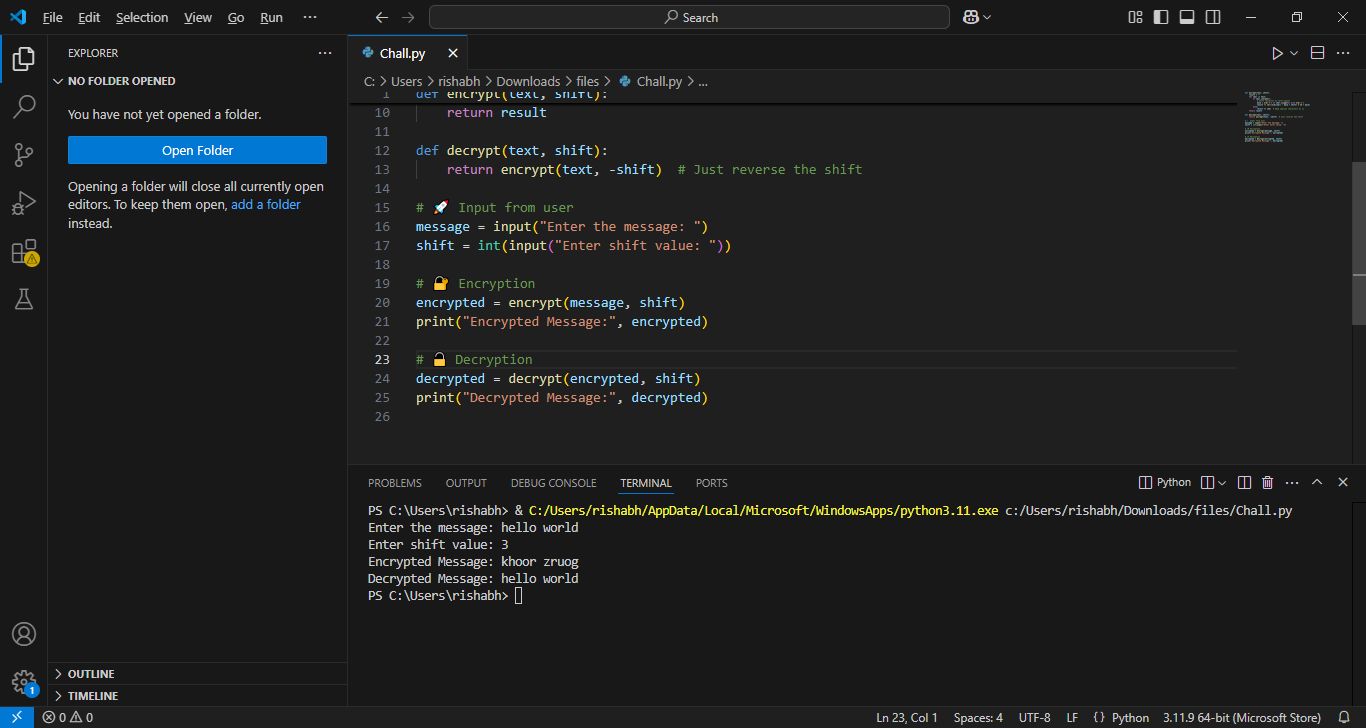 File Edit Selection View Go Run ··· Search
EXPLORER ···
NO FOLDER OPENED
You have not yet opened a folder.
Open Folder
Opening a folder will close all currently open
editors. To keep them open, add a folder
instead.
OUTLINE
TIMELINE
Chall.py
C: > Users > rishabh > Downloads > files > Chall.py > ...
1 def encrypt(text, shift):
10 return result
11
12 def decrypt(text, shift):
13 return encrypt(text, -shift) # Just reverse the shift
14
15 # 🚀 Input from user
16 message = input("Enter the message: ")
17 shift = int(input("Enter shift value: "))
18
19 # 🔐 Encryption
20 encrypted = encrypt(message, shift)
21 print("Encrypted Message:", encrypted)
22
23 # 🔓 Decryption
24 decrypted = decrypt(encrypted, shift)
25 print("Decrypted Message:", decrypted)
26
PROBLEMS OUTPUT DEBUG CONSOLE TERMINAL PORTS Python
PS C:\Users\rishabh> & C:/Users/rishabh/AppData/Local/Microsoft/WindowsApps/python3.11.exe c:/Users/rishabh/Downloads/files/Chall.py
Enter the message: hello world
Enter shift value: 3
Encrypted Message: khoor zruog
Decrypted Message: hello world
PS C:\Users\rishabh>
1
0 0 Ln 23, Col 1 Spaces: 4 UTF-8 LF {} Python 3.11.9 64-bit (Microsoft Store)